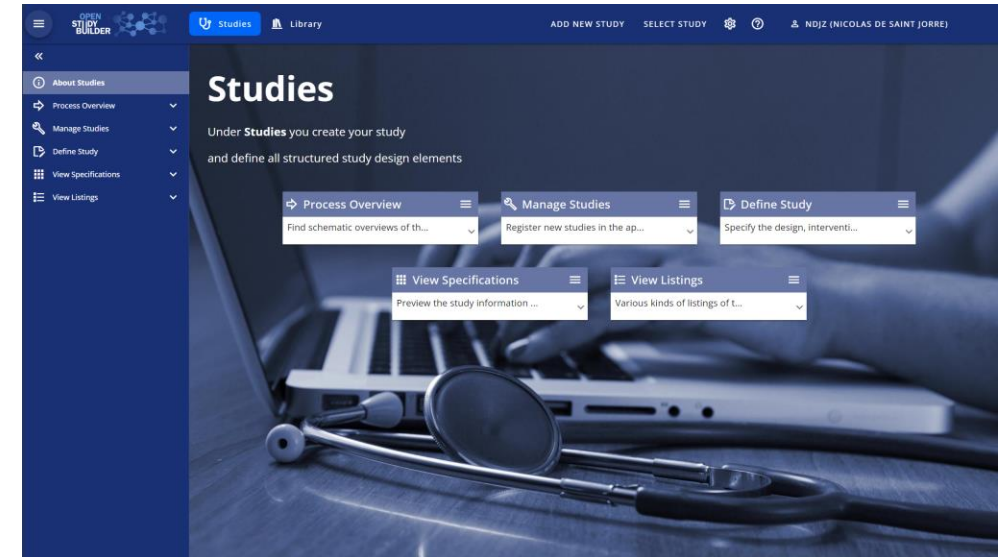 OPEN
STUDY
BUILDER
Studies
Library
ADD NEW STUDY
SELECT STUDY
NDJZ (NICOLAS DE SAINT JORRE)
About Studies
Process Overview
Manage Studies
Define Study
View Specifications
View Listings
Studies
Under Studies you create your study
and define all structured study design elements
Process Overview
Find schematic overviews of th...
Manage Studies
Register new studies in the ap...
Define Study
Specify the design, interventi...
View Specifications
Preview the study information ...
View Listings
Various kinds of listings of t...